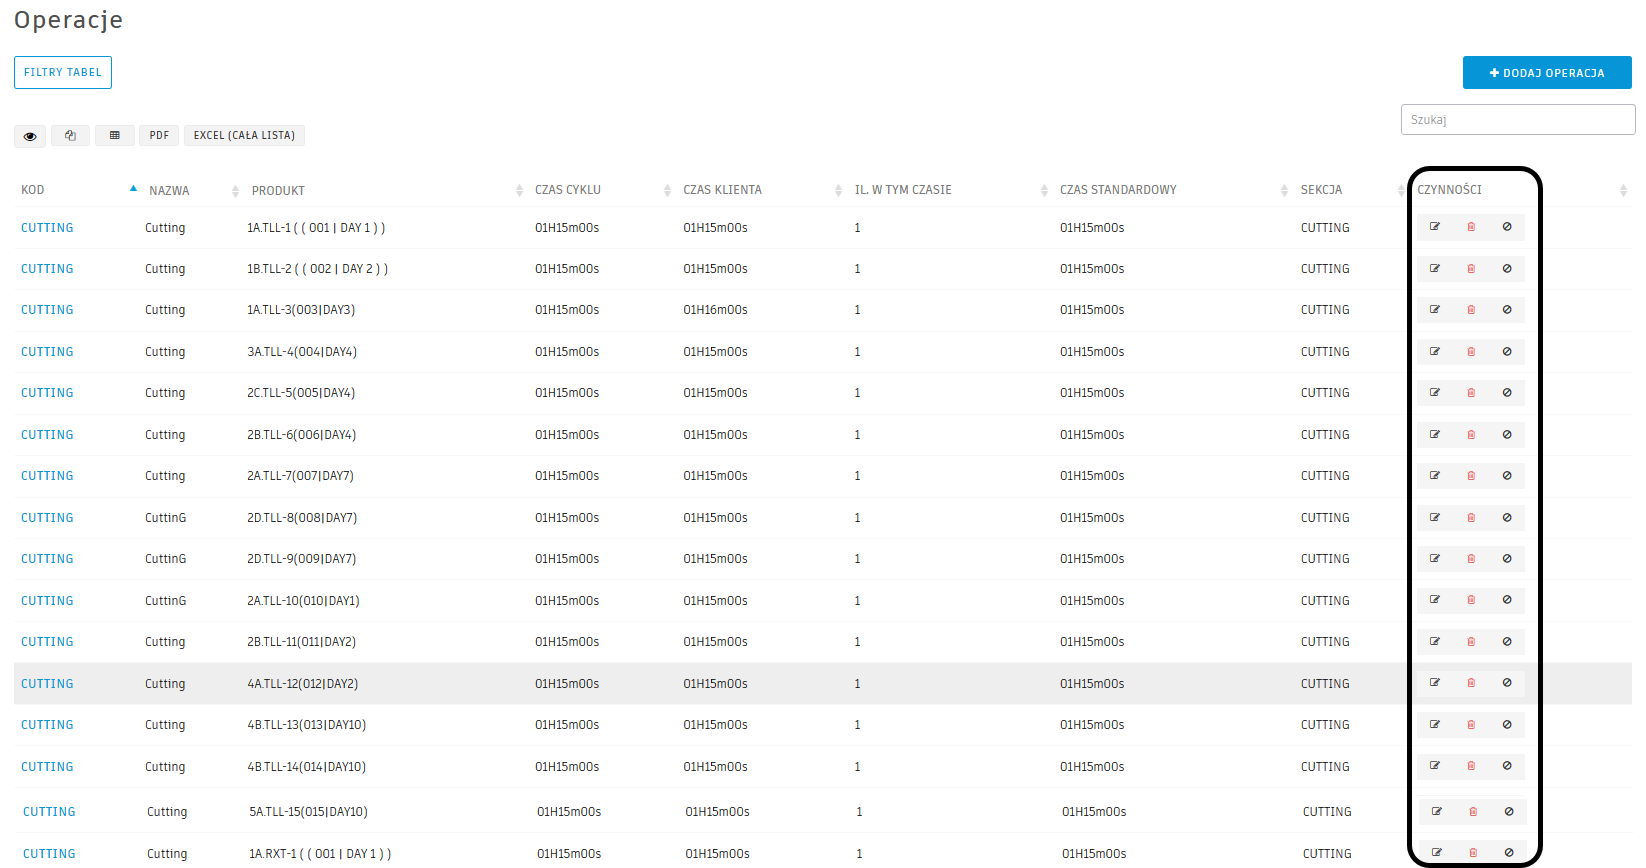 Operacje
FILTRY TABEL
DODAJ OPERACJA
Szukaj
PDF EXCEL (CAŁA LISTA)
KOD NAZWA PRODUKT CZAS CYKLU CZAS KLIENTA IL. W TYM CZASIE CZAS STANDARDOWY SEKCJA CZYNNOŚCI
CUTTING Cutting 1A.TLL-1 ( ( 001 | DAY 1 ) ) 01H15m00s 01H15m00s 1 01H15m00s CUTTING
CUTTING Cutting 1B.TLL-2 ( ( 002 | DAY 2 ) ) 01H15m00s 01H15m00s 1 01H15m00s CUTTING
CUTTING Cutting 1A.TLL-3(003|DAY3) 01H15m00s 01H16m00s 1 01H15m00s CUTTING
CUTTING Cutting 3A.TLL-4(004|DAY4) 01H15m00s 01H15m00s 1 01H15m00s CUTTING
CUTTING Cutting 2C.TLL-5(005|DAY4) 01H15m00s 01H15m00s 1 01H15m00s CUTTING
CUTTING Cutting 2B.TLL-6(006|DAY4) 01H15m00s 01H15m00s 1 01H15m00s CUTTING
CUTTING Cutting 2A.TLL-7(007|DAY7) 01H15m00s 01H15m00s 1 01H15m00s CUTTING
CUTTING CuttinG 2D.TLL-8(008|DAY7) 01H15m00s 01H15m00s 1 01H15m00s CUTTING
CUTTING CuttinG 2D.TLL-9(009|DAY7) 01H15m00s 01H15m00s 1 01H15m00s CUTTING
CUTTING CuttinG 2A.TLL-10(010|DAY1) 01H15m00s 01H15m00s 1 01H15m00s CUTTING
CUTTING Cutting 2B.TLL-11(011|DAY2) 01H15m00s 01H15m00s 1 01H15m00s CUTTING
CUTTING Cutting 4A.TLL-12(012|DAY2) 01H15m00s 01H15m00s 1 01H15m00s CUTTING
CUTTING Cutting 4B.TLL-13(013|DAY10) 01H15m00s 01H15m00s 1 01H15m00s CUTTING
CUTTING Cutting 4B.TLL-14(014|DAY10) 01H15m00s 01H15m00s 1 01H15m00s CUTTING
CUTTING Cutting 5A.TLL-15(015|DAY10) 01H15m00s 01H15m00s 1 01H15m00s CUTTING
CUTTING Cutting 1A.RXT-1 ( ( 001 | DAY 1 ) ) 01H15m00s 01H15m00s 1 01H15m00s CUTTING